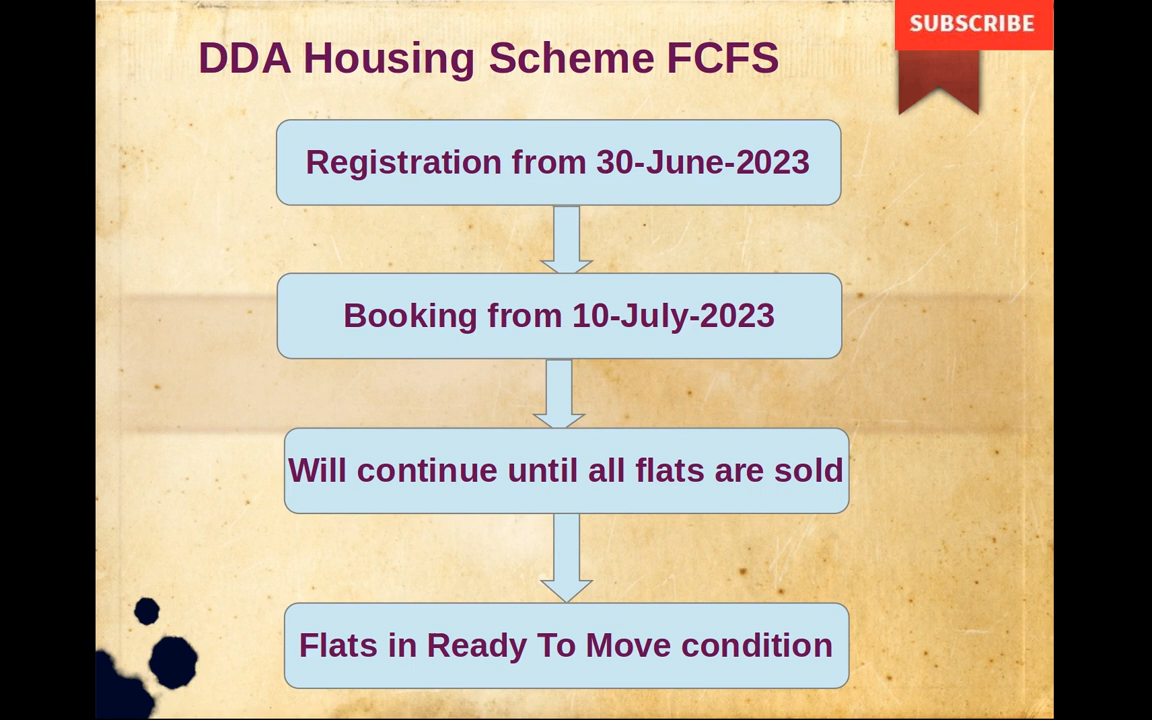 SUBSCRIBE
DDA Housing Scheme FCFS
Registration from 30-June-2023
Booking from 10-July-2023
Will continue until all flats are sold
Flats in Ready To Move condition